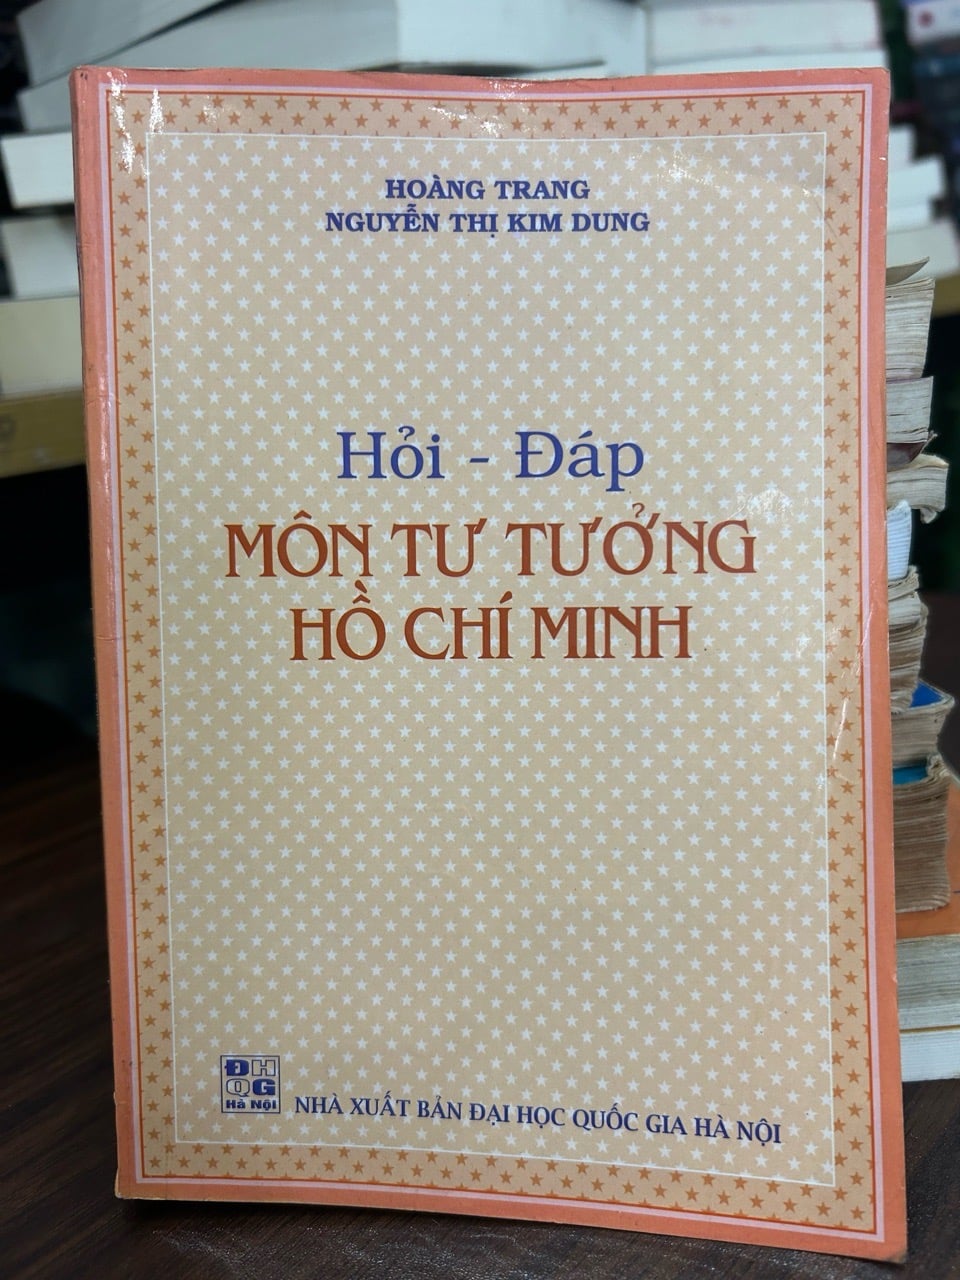 HOÀNG TRANG
NGUYỄN THỊ KIM DUNG
Hỏi - Đáp
MÔN TƯ TƯỞNG
HỒ CHÍ MINH
ĐH
QG
Hà Nội
NHÀ XUẤT BẢN ĐẠI HỌC QUỐC GIA HÀ NỘI